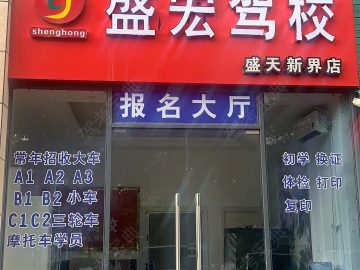 shenghong
盛宏驾校
盛天新界店
报名大厅
常年招收大车
A1 A2 A3
B1 B2 小车
C1C2三轮车
摩托车学员
初学 换证
体检 打印
复印